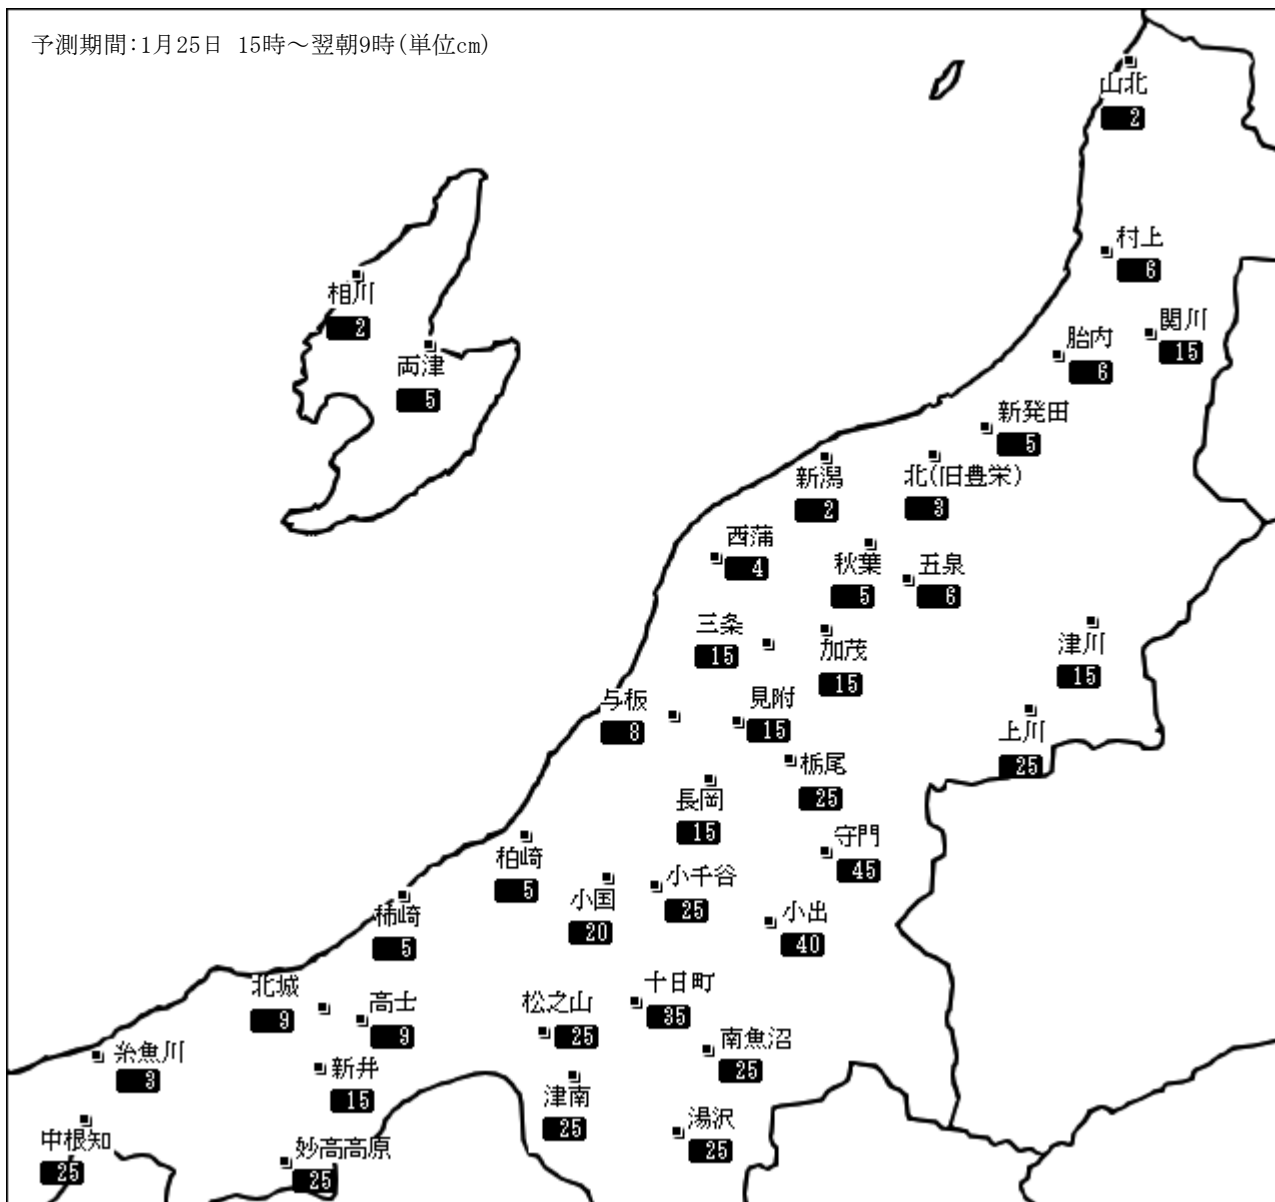 予測期間:1月25日 15時～翌朝9時(単位cm)
山北
2
村上
6
関川
15
胎内
6
相川
2
両津
5
新発田
5
新潟
2
北(旧豊栄)
3
西蒲
4
秋葉
5
五泉
6
三条
15
加茂
15
津川
15
与板
8
見附
15
上川
25
栃尾
25
長岡
15
守門
45
柏崎
5
小国
20
小千谷
25
小出
40
柿崎
5
北城
9
高士
9
松之山
25
十日町
35
南魚沼
25
糸魚川
3
新井
15
津南
25
湯沢
25
中根知
25
妙高高原
25